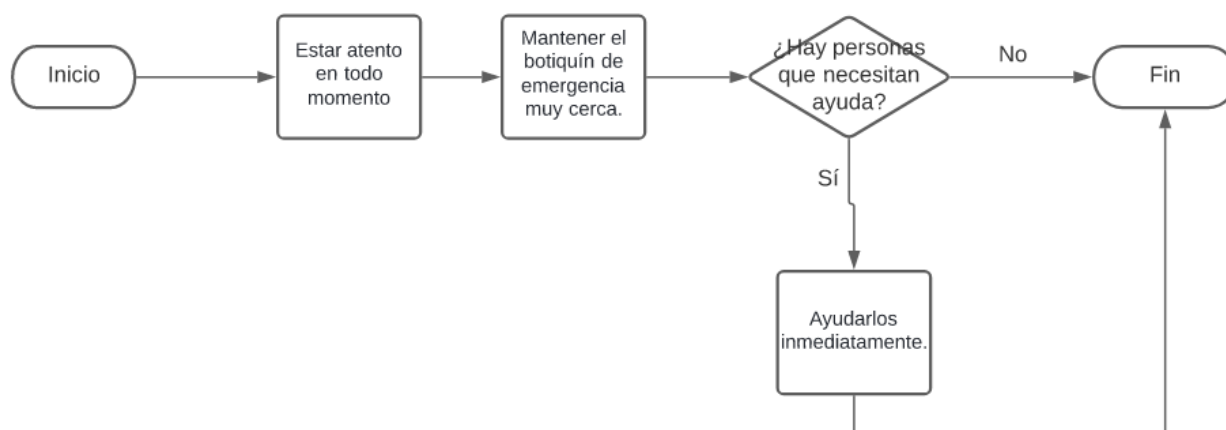 Inicio
Estar atento
en todo
momento
Mantener el
botiquín de
emergencia
muy cerca.
¿Hay personas
que necesitan
ayuda?
No
Fin
Sí
Ayudarlos
inmediatamente.